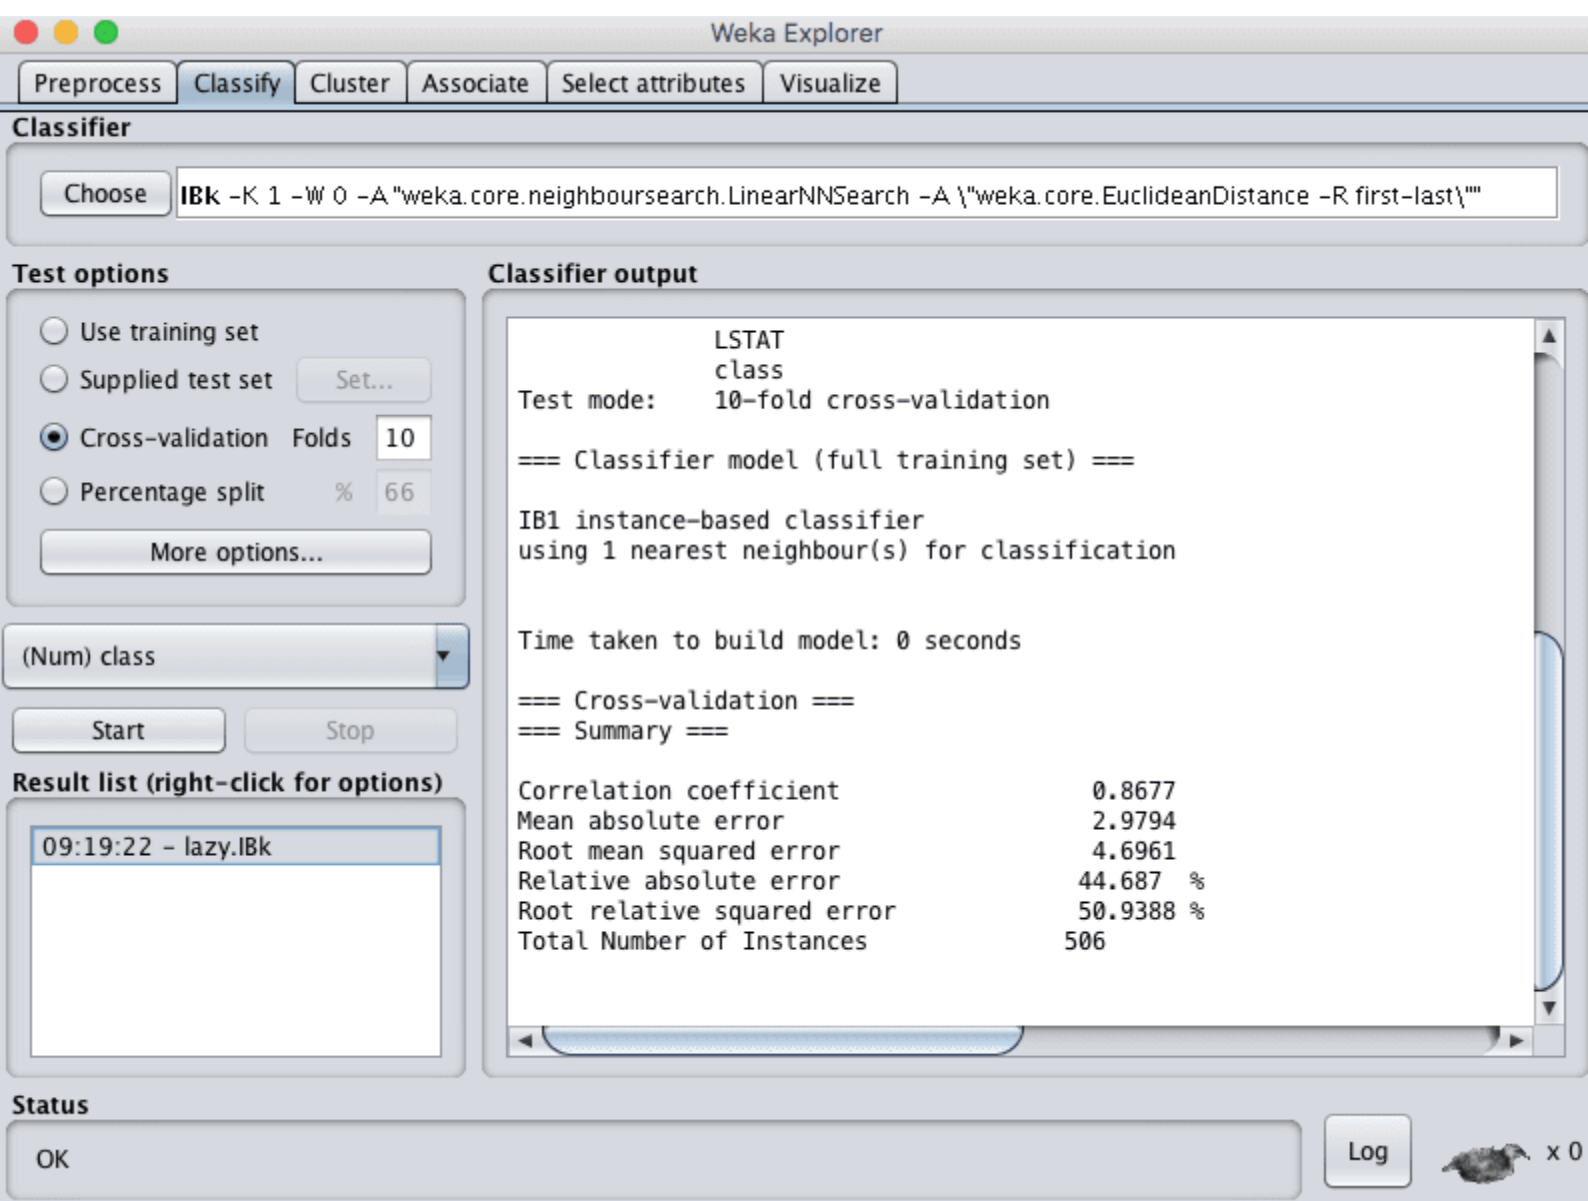 Weka Explorer
Preprocess Classify Cluster Associate Select attributes Visualize
Classifier
Choose IBk -K 1 -W 0 -A "weka.core.neighboursearch.LinearNNSearch -A \"weka.core.EuclideanDistance -R first-last\""
Test options
Use training set
Supplied test set Set...
Cross-validation Folds 10
Percentage split % 66
More options...
(Num) class
Start Stop
Result list (right-click for options)
09:19:22 - lazy.IBk
Classifier output
LSTAT
class
Test mode: 10-fold cross-validation
=== Classifier model (full training set) ===
IB1 instance-based classifier
using 1 nearest neighbour(s) for classification
Time taken to build model: 0 seconds
=== Cross-validation ===
=== Summary ===
Correlation coefficient 0.8677
Mean absolute error 2.9794
Root mean squared error 4.6961
Relative absolute error 44.687 %
Root relative squared error 50.9388 %
Total Number of Instances 506
Status
OK
Log x 0